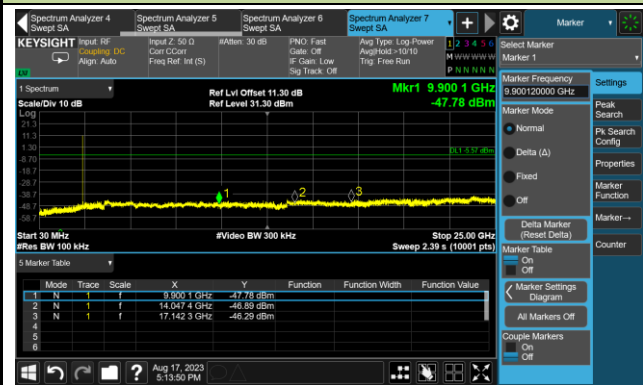 Spectrum Analyzer 4
Swept SA
Spectrum Analyzer 5
Swept SA
Spectrum Analyzer 6
Swept SA
Spectrum Analyzer 7
Swept SA
Marker
KEYSIGHT
Input: RF
Coupling: DC
Align: Auto
Input Z: 50 Ω
Corr CCorr
Freq Ref: Int (S)
#Atten: 30 dB
PNO: Fast
Gate: Off
IF Gain: Low
Sig Track: Off
Avg Type: Log-Power
Avg|Hold:>10/10
Trig: Free Run
1 2 3 4 5 6
M W W W W W
P N N N N N
LXI
Select Marker
Marker 1
1 Spectrum
Scale/Div 10 dB
Log
Ref Lvl Offset 11.30 dB
Ref Level 31.30 dBm
Mkr1 9.900 1 GHz
-47.78 dBm
21.3
11.3
1.30
-8.70
-18.7
-28.7
-38.7
-48.7
-58.7
DL1 -5.57 dBm
1
2
3
Start 30 MHz
#Res BW 100 kHz
#Video BW 300 kHz
Stop 25.00 GHz
Sweep 2.39 s (10001 pts)
5 Marker Table
Mode Trace Scale X Y Function Function Width Function Value
1 N 1 f 9.900 1 GHz -47.78 dBm
2 N 1 f 14.047 4 GHz -46.89 dBm
3 N 1 f 17.142 3 GHz -46.29 dBm
4
5
6
Marker Frequency
9.900120000 GHz
Marker Mode
Normal
Delta (Δ)
Fixed
Off
Delta Marker
(Reset Delta)
Marker Table
On
Off
Marker Settings
Diagram
All Markers Off
Couple Markers
On
Off
Settings
Peak
Search
Pk Search
Config
Properties
Marker
Function
Marker→
Counter
?
Aug 17, 2023
5:13:50 PM